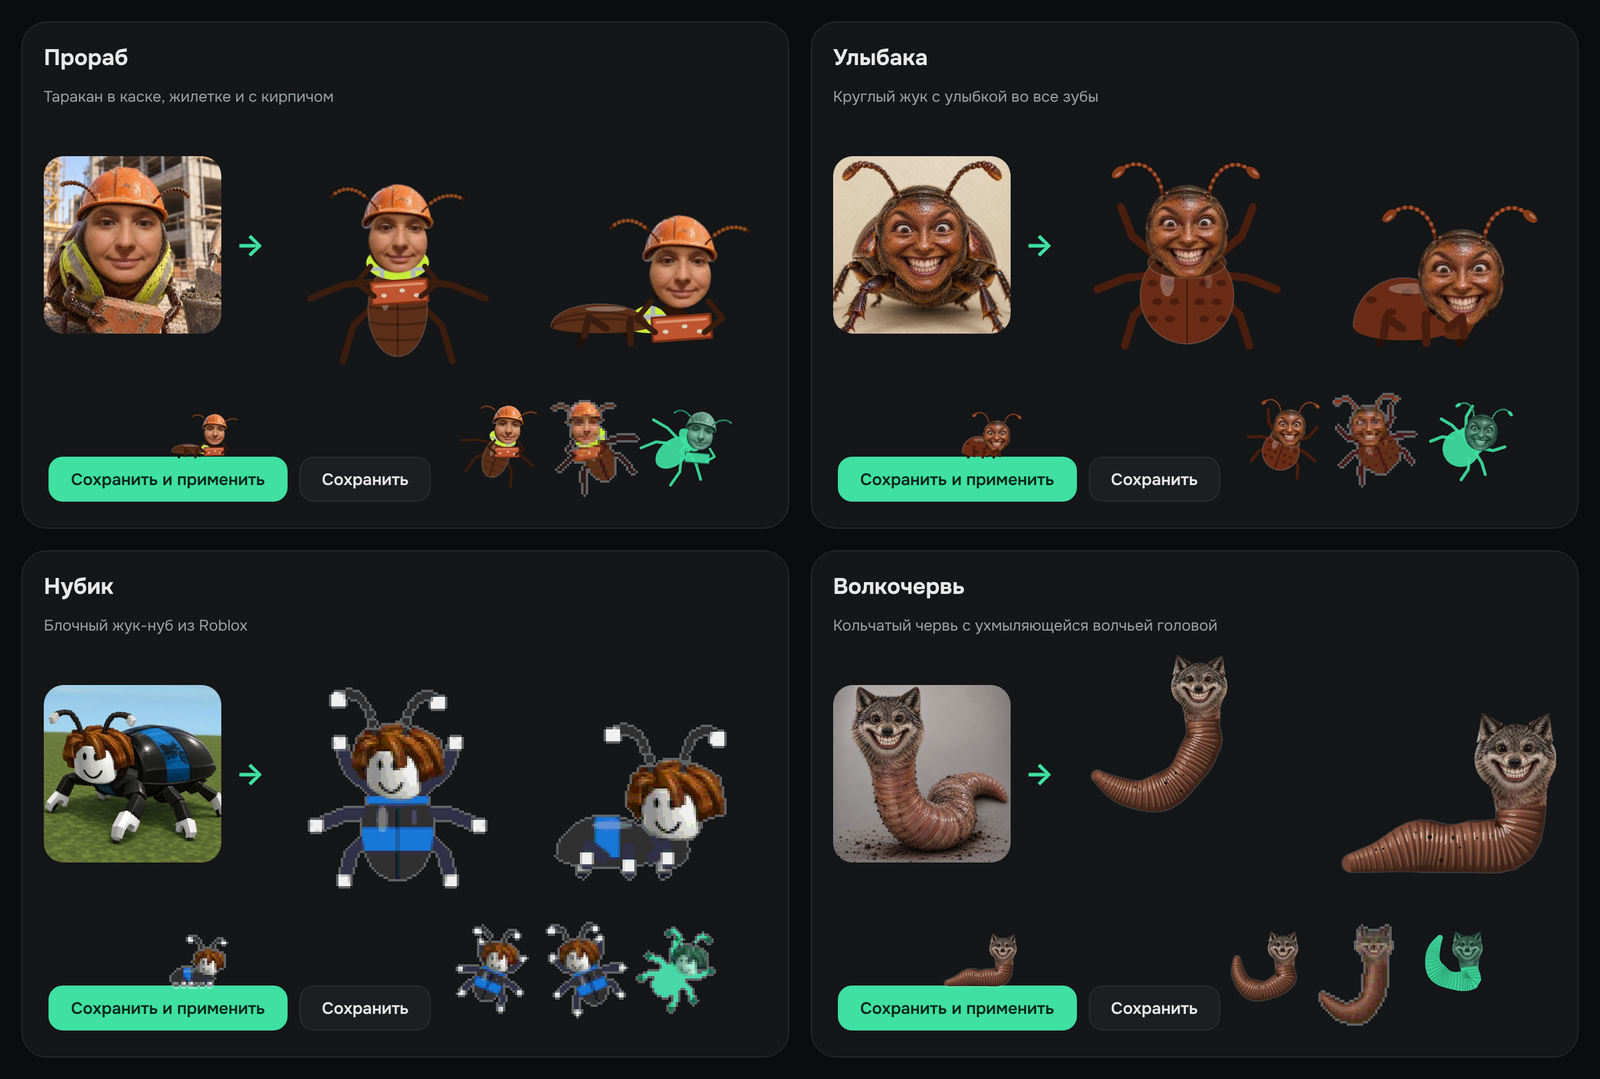 Прораб
Таракан в каске, жилетке и с кирпичом
Сохранить и применить
Сохранить
Улыбака
Круглый жук с улыбкой во все зубы
Сохранить и применить
Сохранить
Нубик
Блочный жук-нуб из Roblox
Сохранить и применить
Сохранить
Волкочервь
Кольчатый червь с ухмыляющейся волчьей головой
Сохранить и применить
Сохранить